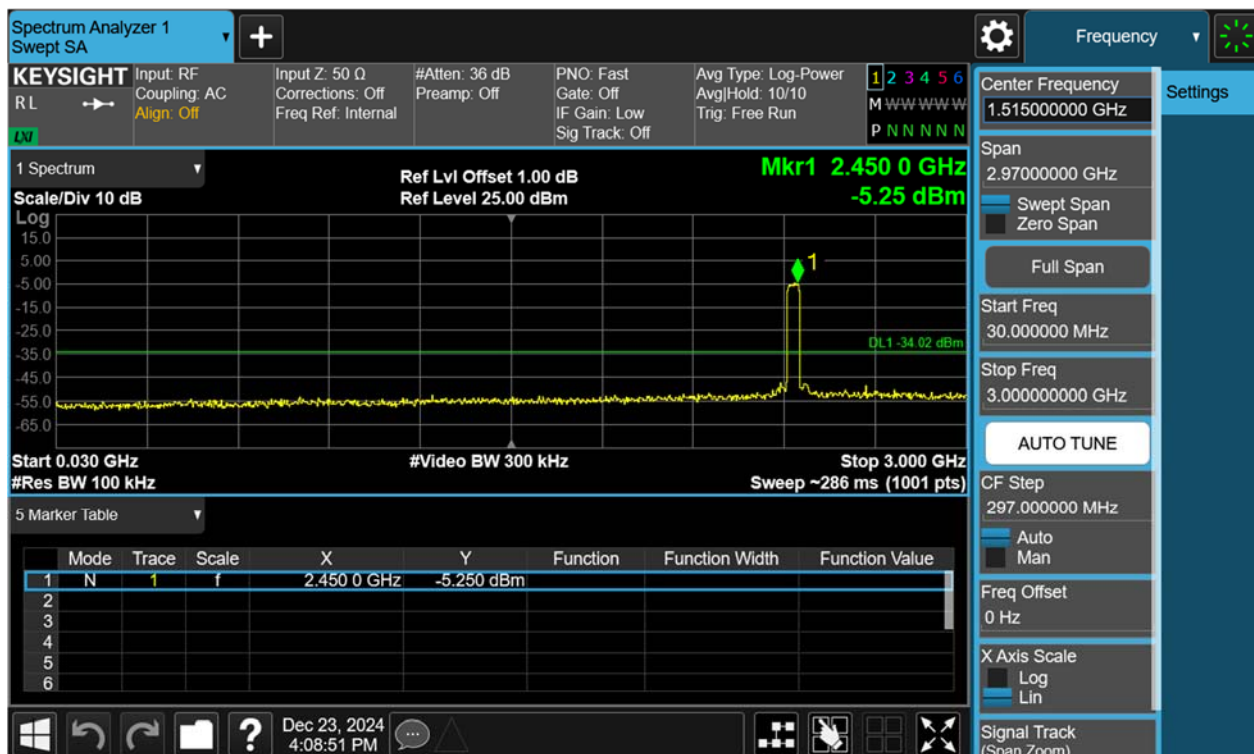 Spectrum Analyzer 1
Swept SA
Frequency
KEYSIGHT
R L
LXI
Input: RF
Coupling: AC
Align: Off
Input Z: 50 Ω
Corrections: Off
Freq Ref: Internal
#Atten: 36 dB
Preamp: Off
PNO: Fast
Gate: Off
IF Gain: Low
Sig Track: Off
Avg Type: Log-Power
Avg|Hold: 10/10
Trig: Free Run
1 2 3 4 5 6
M W W W W W
P N N N N N
1 Spectrum
Scale/Div 10 dB
Ref Lvl Offset 1.00 dB
Ref Level 25.00 dBm
Mkr1 2.450 0 GHz
-5.25 dBm
Log
15.0
5.00
-5.00
-15.0
-25.0
-35.0
-45.0
-55.0
-65.0
1
DL1 -34.02 dBm
Start 0.030 GHz
#Res BW 100 kHz
#Video BW 300 kHz
Stop 3.000 GHz
Sweep ~286 ms (1001 pts)
5 Marker Table
Mode Trace Scale X Y Function Function Width Function Value
1 N 1 f 2.450 0 GHz -5.250 dBm
2
3
4
5
6
Dec 23, 2024
4:08:51 PM
Center Frequency
1.515000000 GHz
Settings
Span
2.97000000 GHz
Swept Span
Zero Span
Full Span
Start Freq
30.000000 MHz
Stop Freq
3.000000000 GHz
AUTO TUNE
CF Step
297.000000 MHz
Auto
Man
Freq Offset
0 Hz
X Axis Scale
Log
Lin
Signal Track
(Span Zoom)